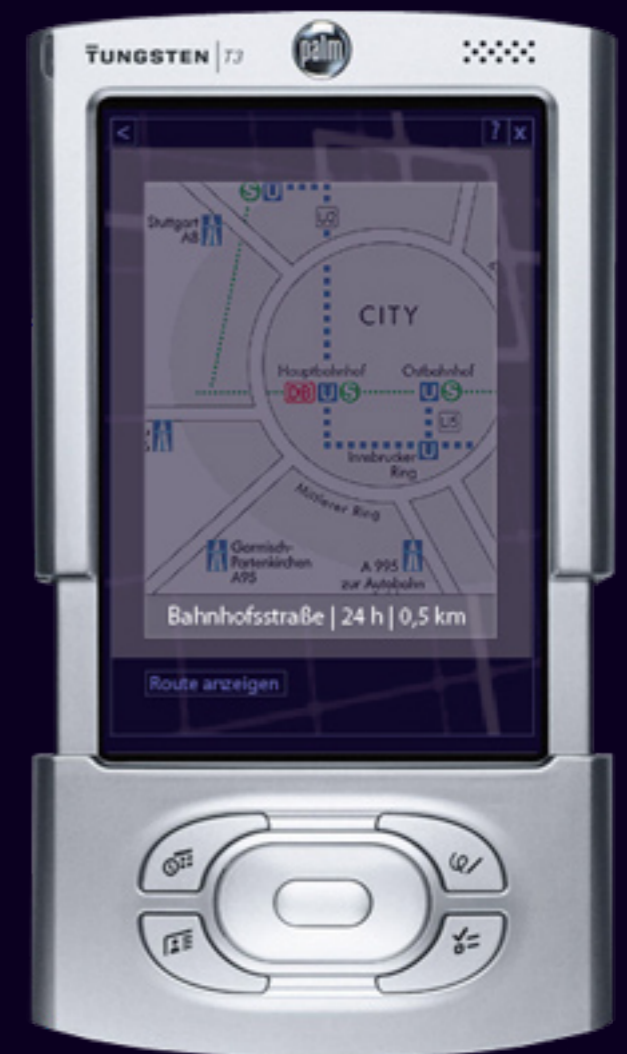 TUNGSTEN | T3
palm
< ? x
S U
Stuttgart
A8
U2
CITY
Hauptbahnhof
DB U S
Ostbahnhof
U S
U5
Innsbrucker
Ring
U
Mittlerer Ring
Garmisch-
Partenkirchen
A95
A 995
zur Autobahn
Bahnhofsstraße | 24 h | 0,5 km
Route anzeigen